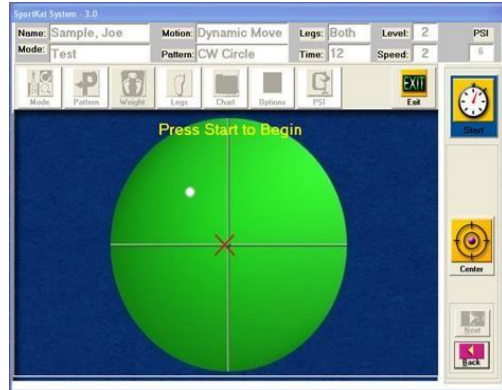 SportKat System - 3.0
Name: Sample, Joe Motion: Dynamic Move Legs: Both Level: 2 PSI
Mode: Test Pattern: CW Circle Time: 12 Speed: 2 6
Mode Pattern Weight Legs Chart Options PSI Exit
EXIT
Press Start to Begin
Start
Center
Next
Back